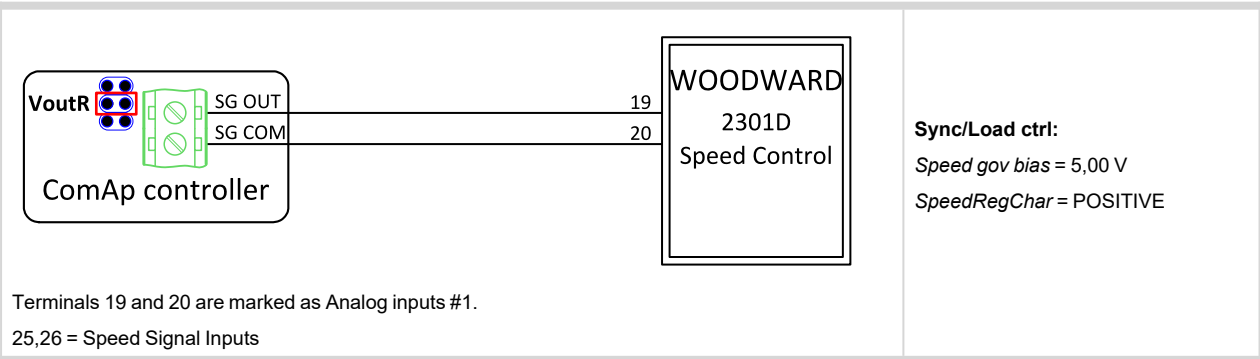 VoutR
SG OUT
SG COM
ComAp controller
19
20
WOODWARD
2301D
Speed Control
Terminals 19 and 20 are marked as Analog inputs #1.
25,26 = Speed Signal Inputs
Sync/Load ctrl:
Speed gov bias = 5,00 V
SpeedRegChar = POSITIVE